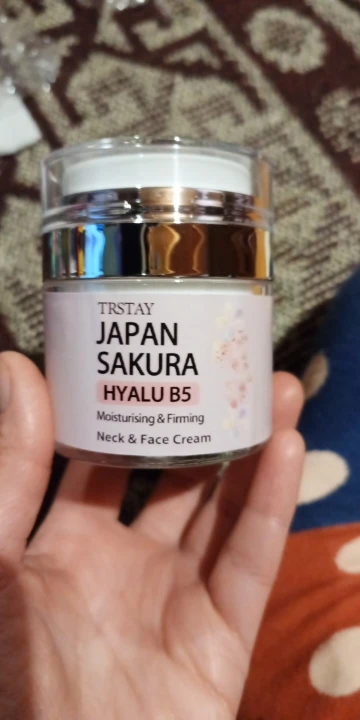 TRSTAY
JAPAN
SAKURA
HYALU B5
Moisturising & Firming
Neck & Face Cream